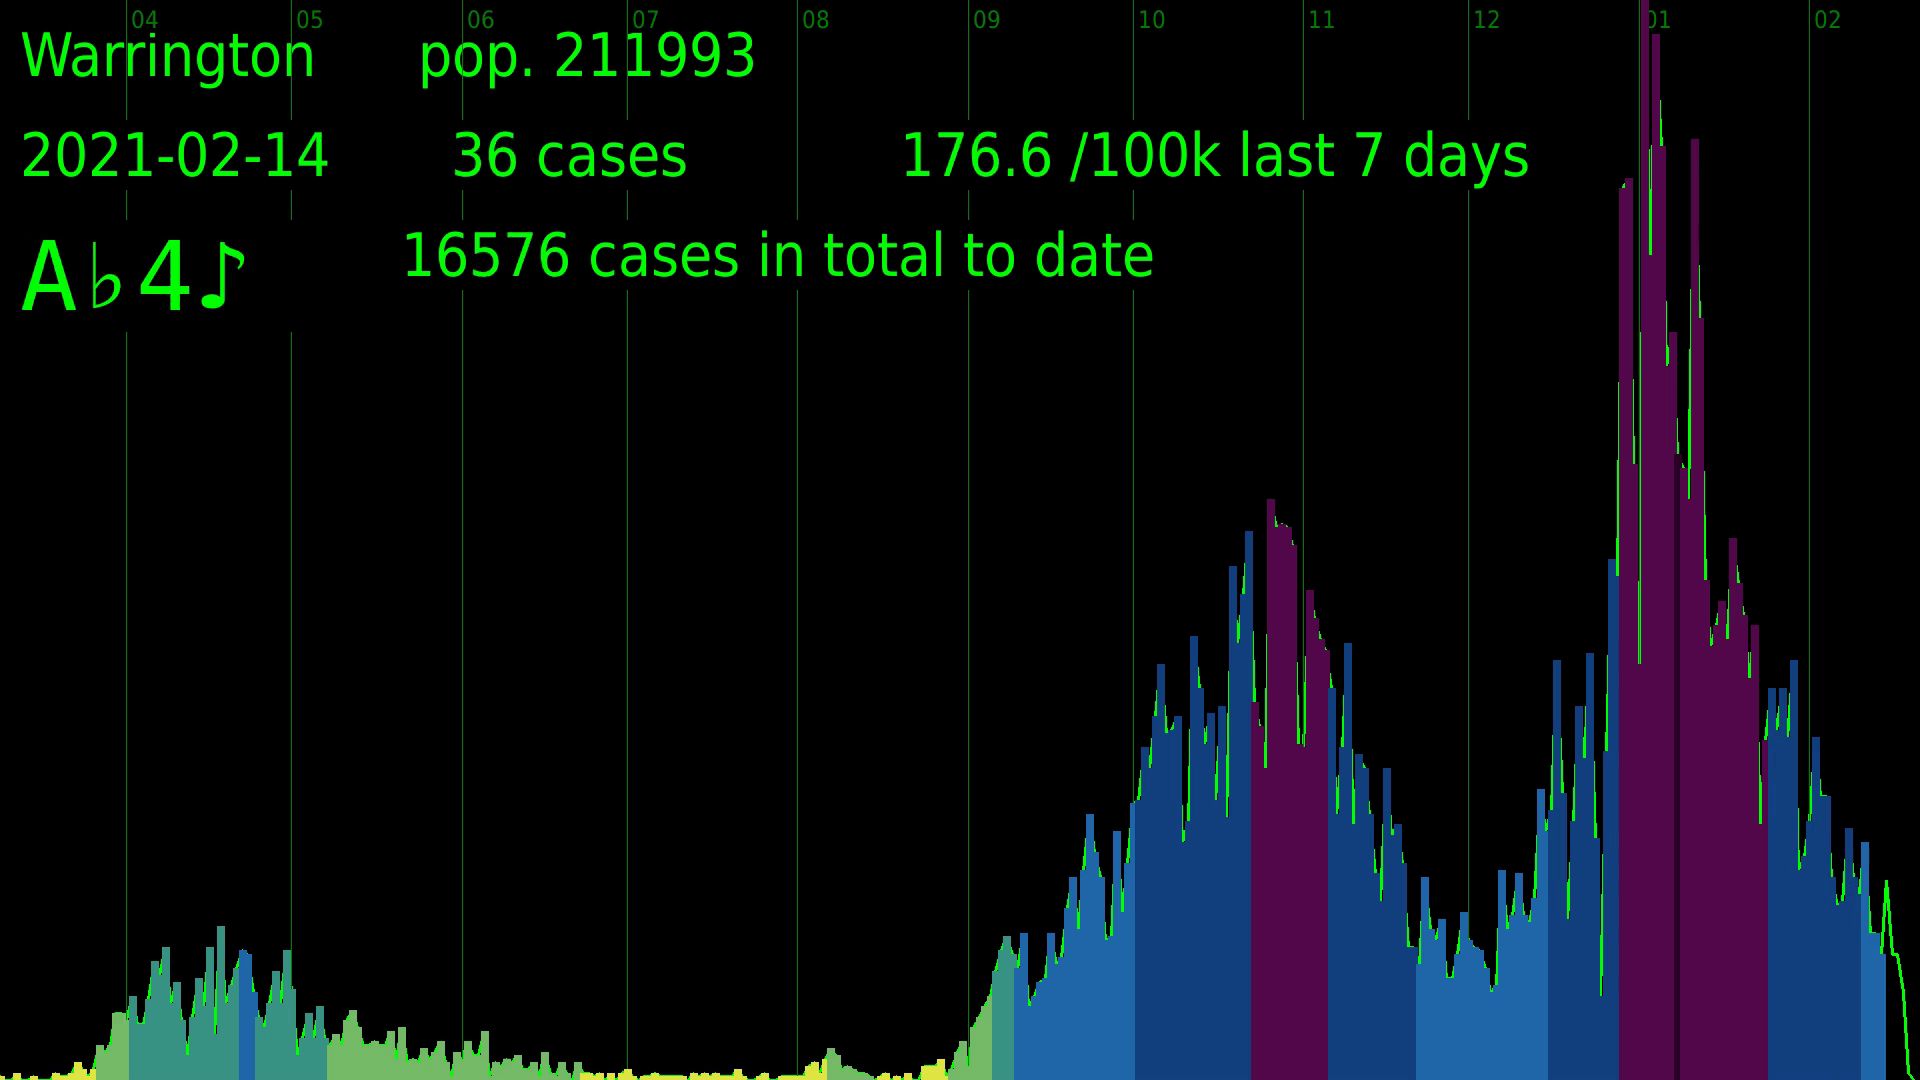 04 05 06 07 08 09 10 11 12 01 02
Warrington pop. 211993
2021-02-14 36 cases 176.6 /100k last 7 days
A♭4♪ 16576 cases in total to date